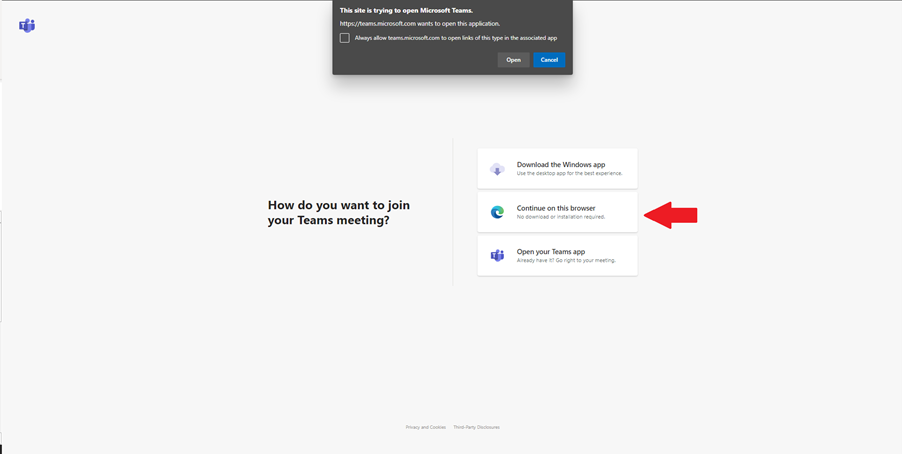 This site is trying to open Microsoft Teams.
https://teams.microsoft.com wants to open this application.
Always allow teams.microsoft.com to open links of this type in the associated app
Open
Cancel
How do you want to join
your Teams meeting?
Download the Windows app
Use the desktop app for the best experience.
Continue on this browser
No download or installation required.
Open your Teams app
Already have it? Go right to your meeting.
Privacy and Cookies
Third-Party Disclosures